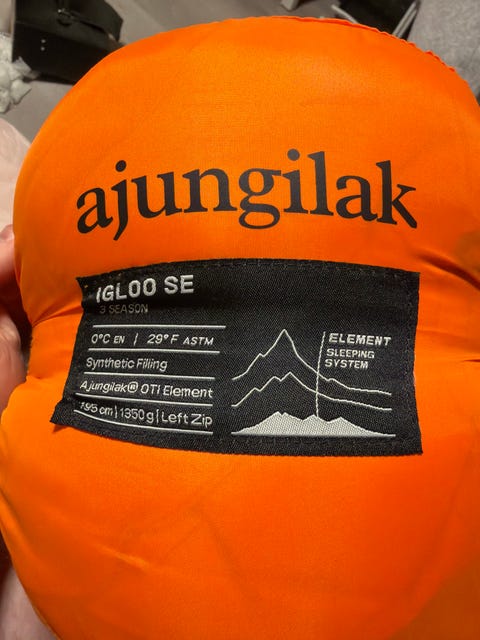 ajungilak
IGLOO SE
3 SEASON
0°C EN | 29°F ASTM
Synthetic Filling
Ajungilak® OTi Element
195 cm | 1350 g | Left Zip
ELEMENT
SLEEPING
SYSTEM